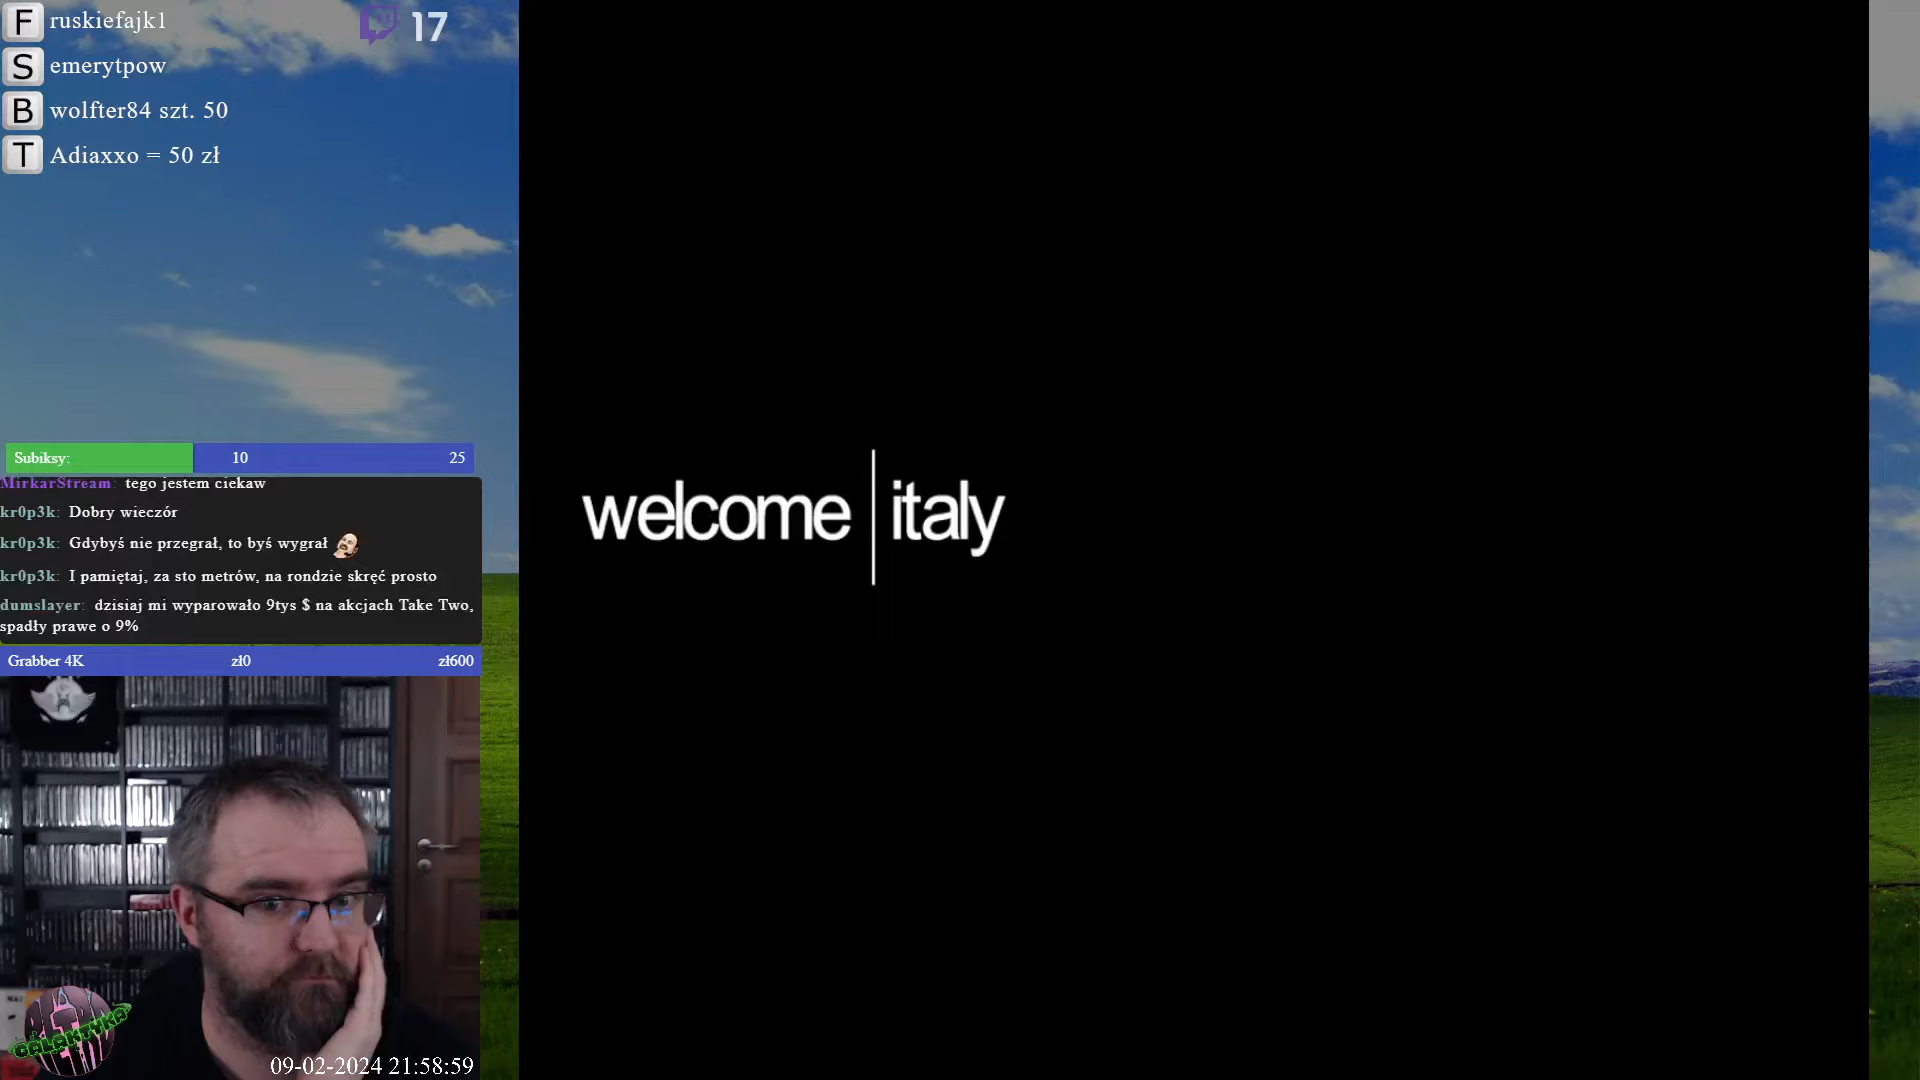 F ruskiefajk1
17
S emerytpow
B wolfter84 szt. 50
T Adiaxxo = 50 zł
Subiksy: 10 25
MirkarStream: tego jestem ciekaw
kr0p3k: Dobry wieczór
kr0p3k: Gdybyś nie przegrał, to byś wygrał
kr0p3k: I pamiętaj, za sto metrów, na rondzie skręć prosto
dumslayer: dzisiaj mi wyparowało 9tys $ na akcjach Take Two,
spadły prawe o 9%
Grabber 4K zł0 zł600
welcome | italy
GALAKTYKA
09-02-2024 21:58:59